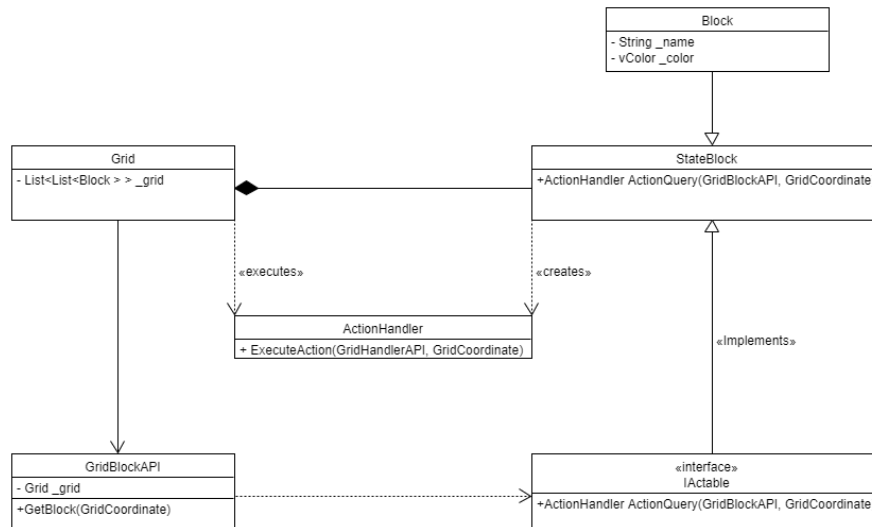 Block
- String _name
- vColor _color
Grid
- List<List<Block > > _grid
StateBlock
+ActionHandler ActionQuery(GridBlockAPI, GridCoordinate
«executes»
«creates»
ActionHandler
+ ExecuteAction(GridHandlerAPI, GridCoordinate)
«Implements»
GridBlockAPI
- Grid _grid
+GetBlock(GridCoordinate)
«interface»
IActable
+ActionHandler ActionQuery(GridBlockAPI, GridCoordinate